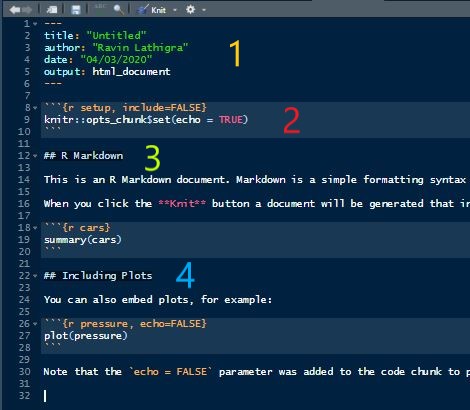 ABC Knit
1 ---
2 title: "Untitled"
3 author: "Ravin Lathigra"
4 date: "04/03/2020"
5 output: html_document
6 ---
7
8 ```{r setup, include=FALSE}
9 knitr::opts_chunk$set(echo = TRUE)
10 ```
11
12 ## R Markdown
13
14 This is an R Markdown document. Markdown is a simple formatting syntax
15
16 When you click the **Knit** button a document will be generated that in
17
18 ```{r cars}
19 summary(cars)
20 ```
21
22 ## Including Plots
23
24 You can also embed plots, for example:
25
26 ```{r pressure, echo=FALSE}
27 plot(pressure)
28 ```
29
30 Note that the `echo = FALSE` parameter was added to the code chunk to p
31
32
1
2
3
4